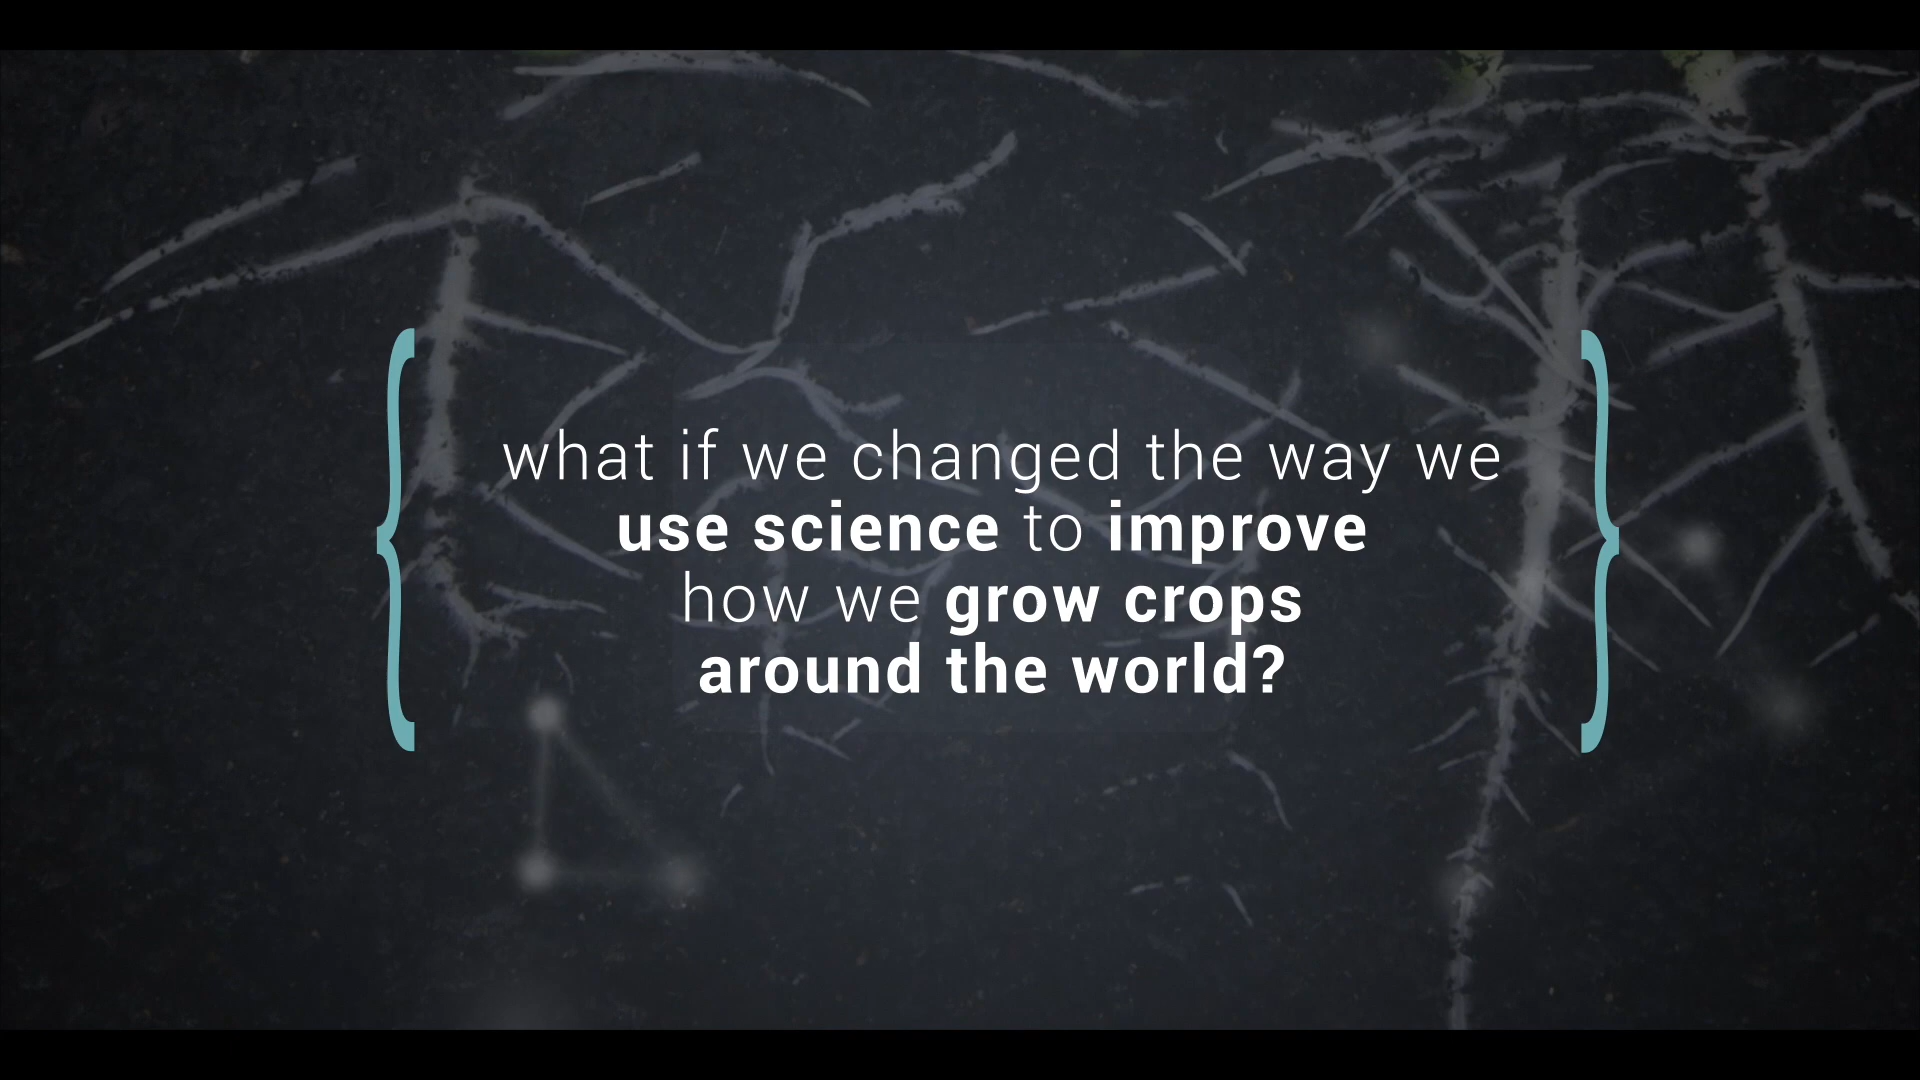 what if we changed the way we
use science to improve
how we grow crops
around the world?